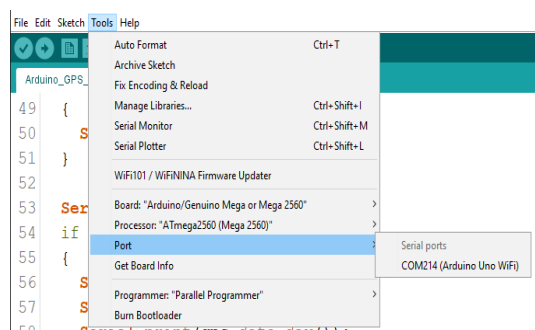 File Edit Sketch Tools Help
Auto Format Ctrl+T
Archive Sketch
Arduino_GPS_
Fix Encoding & Reload
49 {
Manage Libraries... Ctrl+Shift+I
50 S
Serial Monitor Ctrl+Shift+M
51 }
Serial Plotter Ctrl+Shift+L
52
WiFi101 / WiFiNINA Firmware Updater
53 Ser
Board: "Arduino/Genuino Mega or Mega 2560"
54 if
Processor: "ATmega2560 (Mega 2560)"
55 {
Port
Serial ports
Get Board Info
COM214 (Arduino Uno WiFi)
56 S
Programmer: "Parallel Programmer"
57 S
Burn Bootloader